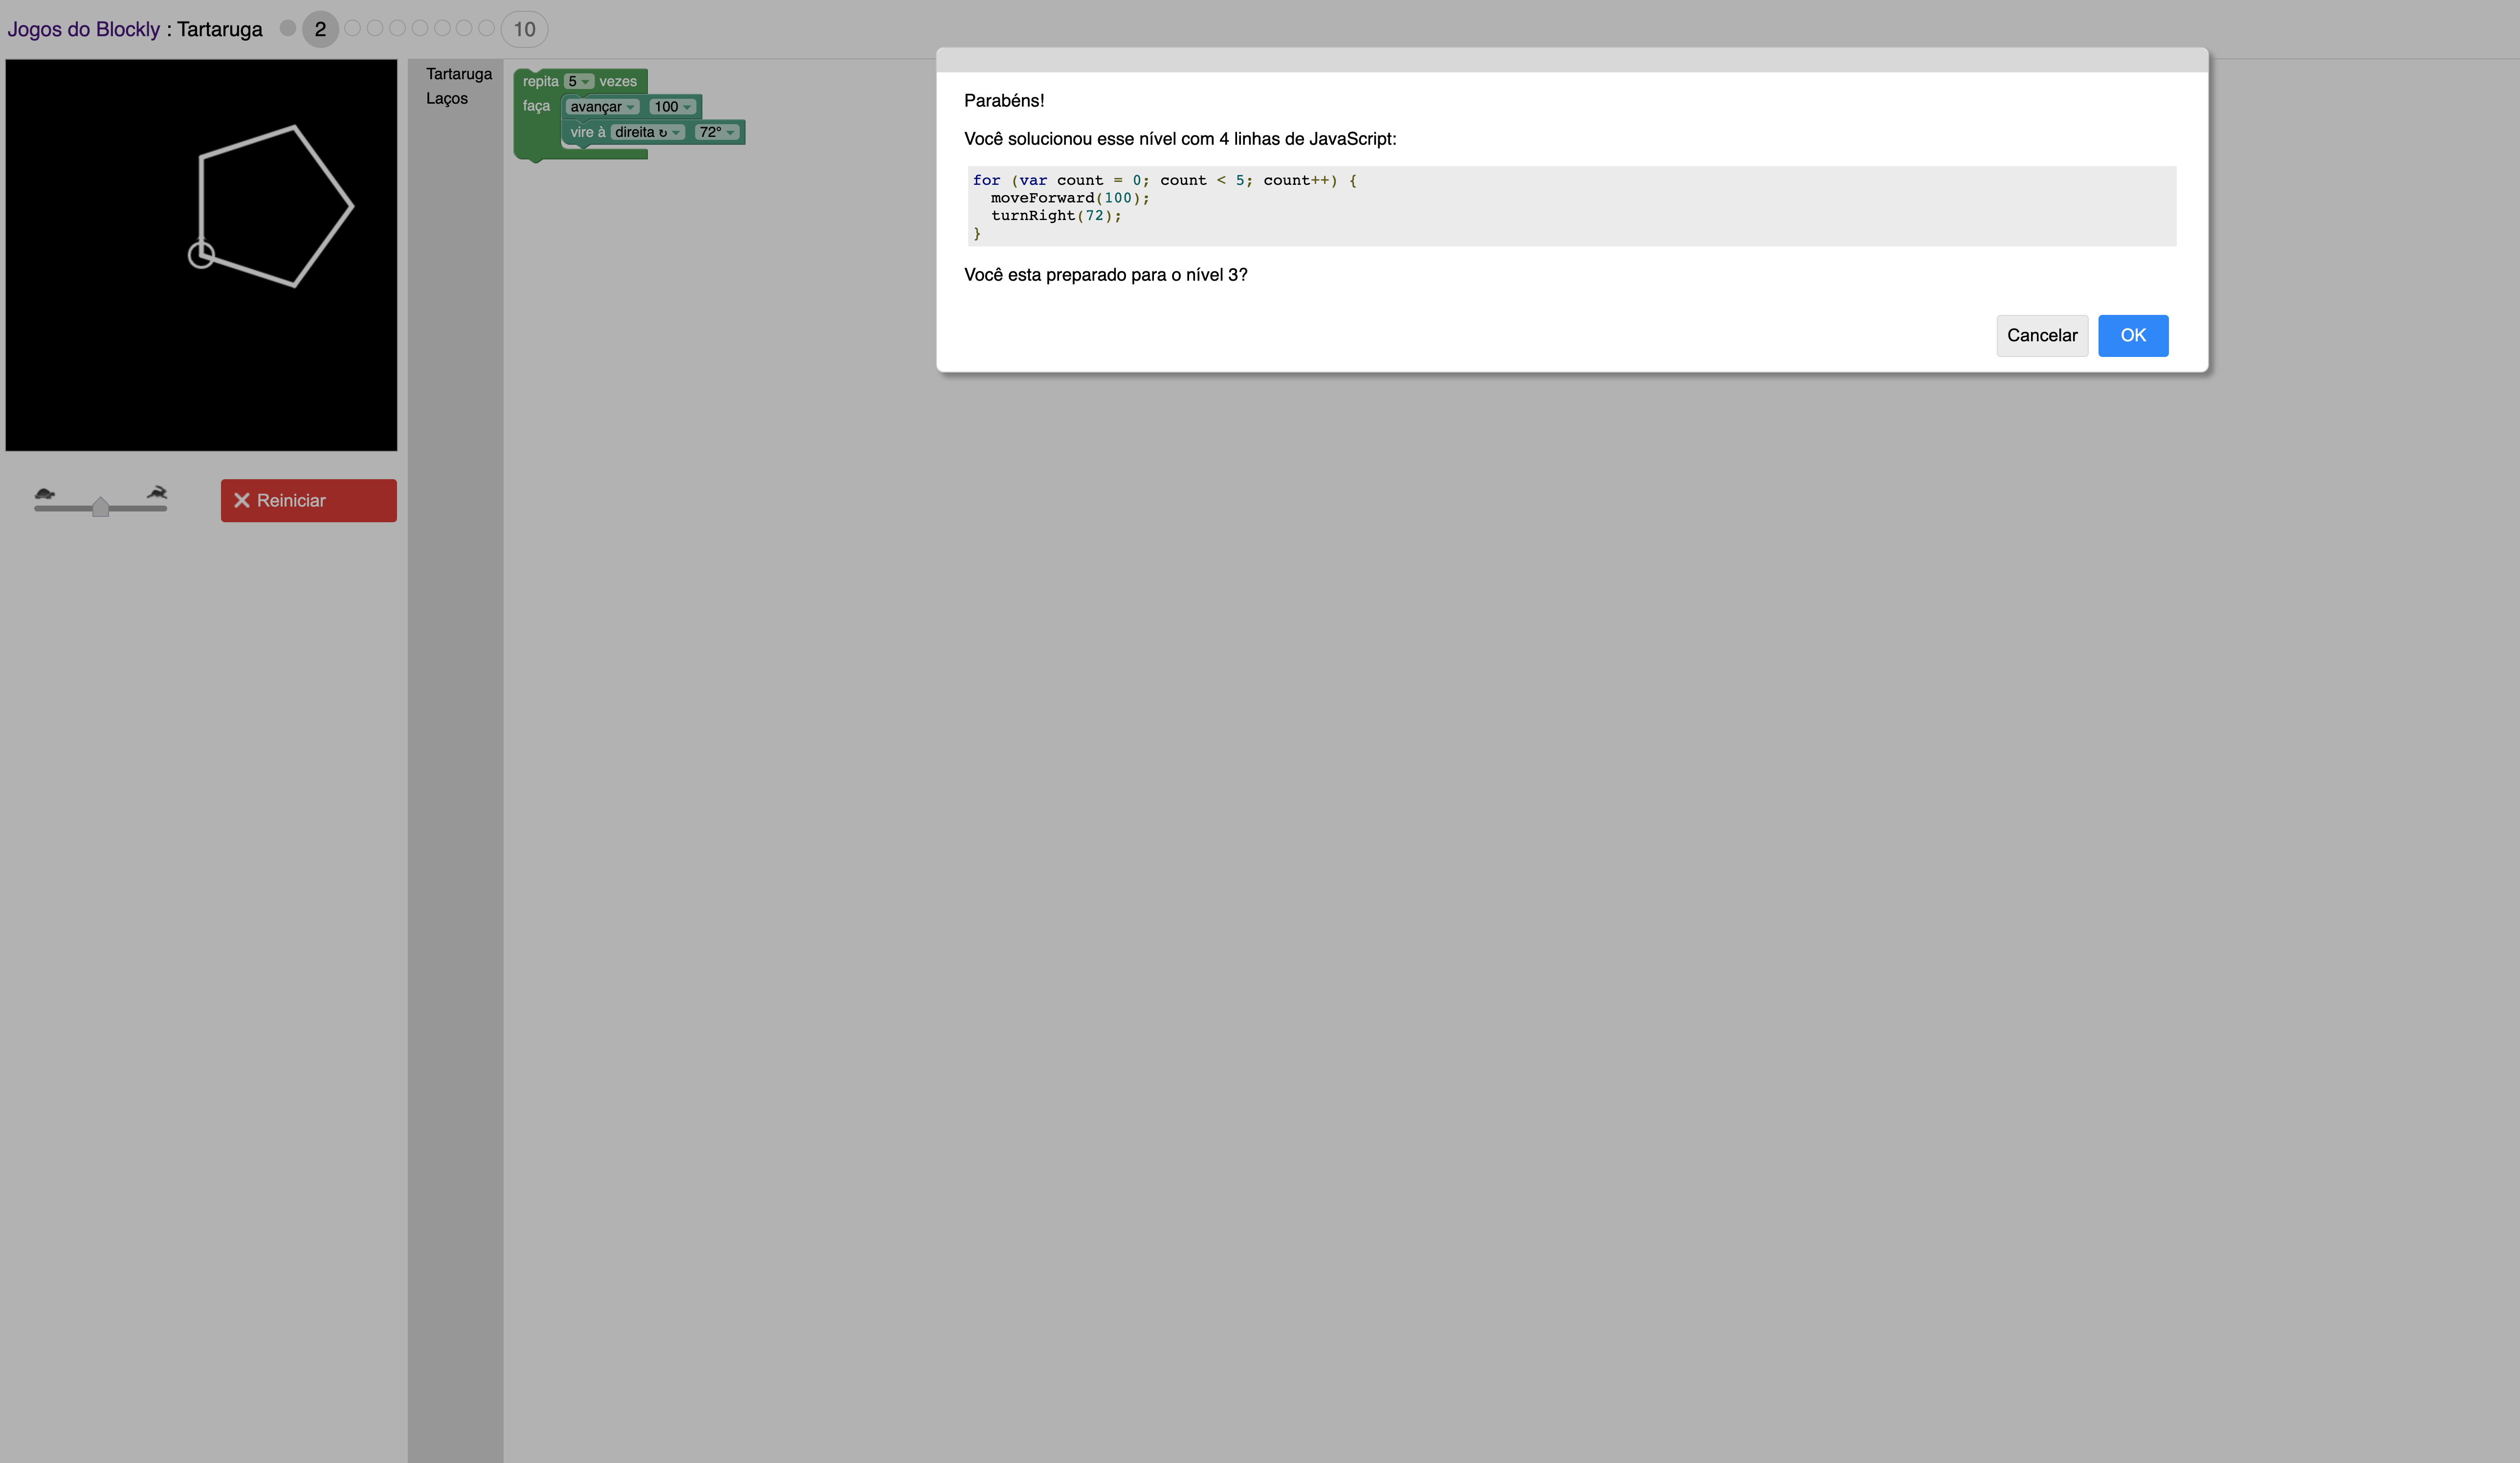 Jogos do Blockly : Tartaruga 2 10
Tartaruga
Laços
repita 5 vezes
faça avançar 100
vire à direita ↻ 72°
Reiniciar
Parabéns!
Você solucionou esse nível com 4 linhas de JavaScript:
for (var count = 0; count < 5; count++) {
  moveForward(100);
  turnRight(72);
}
Você esta preparado para o nível 3?
Cancelar OK